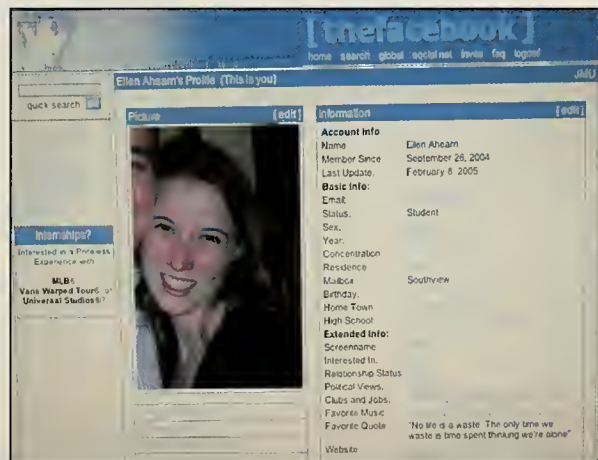 [ thefacebook ]
home search global social net invite faq logout
Ellen Ahearn's Profile (This is you)
JMU
quick search
Picture [ edit ]
Information [ edit ]
Account Info
Name Ellen Ahearn
Member Since September 26, 2004
Last Update. February 8, 2005
Basic Info:
Email
Status. Student
Sex.
Year.
Concentration
Residence
Mailbox Southview
Birthday.
Home Town
High School
Extended Info:
Screenname
Interested In.
Relationship Status
Political Views.
Clubs and Jobs.
Favorite Music
Favorite Quote "No life is a waste. The only time we
waste is time spent thinking we're alone"
Website
Internships?
Interested in a Priceless
Experience with
MLB®
Vans Warped Tour®, or
Universal Studios®?